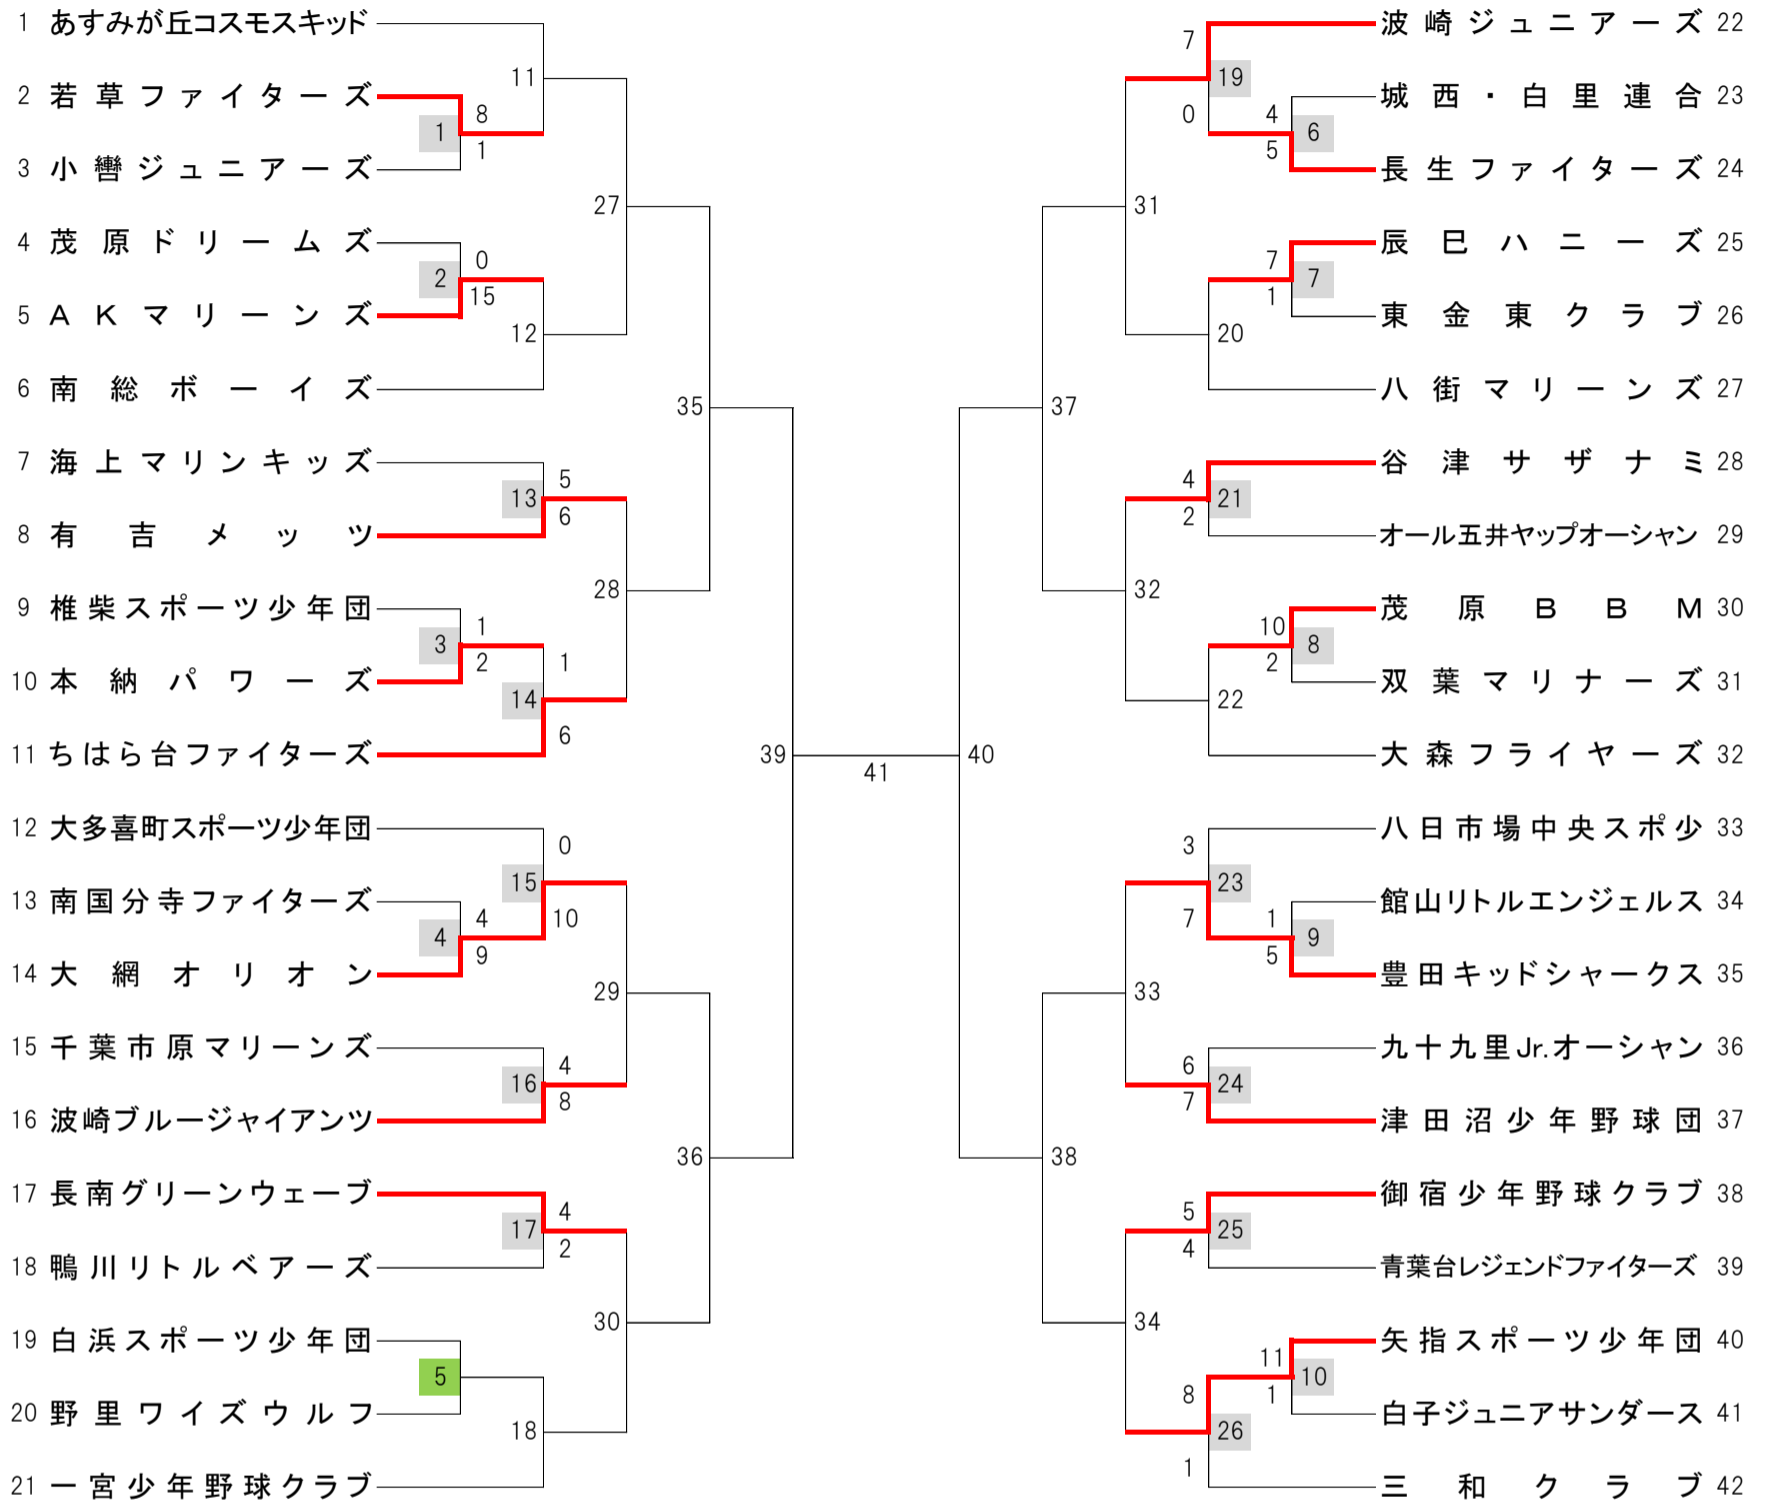 1 あすみが丘コスモスキッド
11
2 若草ファイターズ
8
1
1
3 小轡ジュニアーズ
27
4 茂原ドリームズ
0
2
15
5 ＡＫマリーンズ
12
6 南総ボーイズ
35
7 海上マリンキッズ
5
13
6
8 有吉メッツ
28
9 椎柴スポーツ少年団
1
3
2
1
10 本納パワーズ
14
6
11 ちはら台ファイターズ
39
41
12 大多喜町スポーツ少年団
0
15
10
13 南国分寺ファイターズ
4
4
9
14 大網オリオン
29
15 千葉市原マリーンズ
4
16
8
16 波崎ブルージャイアンツ
36
17 長南グリーンウェーブ
4
17
2
18 鴨川リトルベアーズ
30
19 白浜スポーツ少年団
5
20 野里ワイズウルフ
18
21 一宮少年野球クラブ
波崎ジュニアーズ 22
7
19
0
城西・白里連合 23
4
6
5
長生ファイターズ 24
31
辰巳ハニーズ 25
7
7
1
東金東クラブ 26
20
八街マリーンズ 27
37
谷津サザナミ 28
4
21
2
オール五井ヤップオーシャン 29
32
茂原ＢＢＭ 30
10
8
2
双葉マリナーズ 31
22
大森フライヤーズ 32
40
八日市場中央スポ少 33
3
23
7
館山リトルエンジェルス 34
1
9
5
豊田キッドシャークス 35
33
九十九里Jr.オーシャン 36
6
24
7
津田沼少年野球団 37
38
御宿少年野球クラブ 38
5
25
4
青葉台レジェンドファイターズ 39
34
矢指スポーツ少年団 40
11
10
1
8
白子ジュニアサンダース 41
26
1
三和クラブ 42